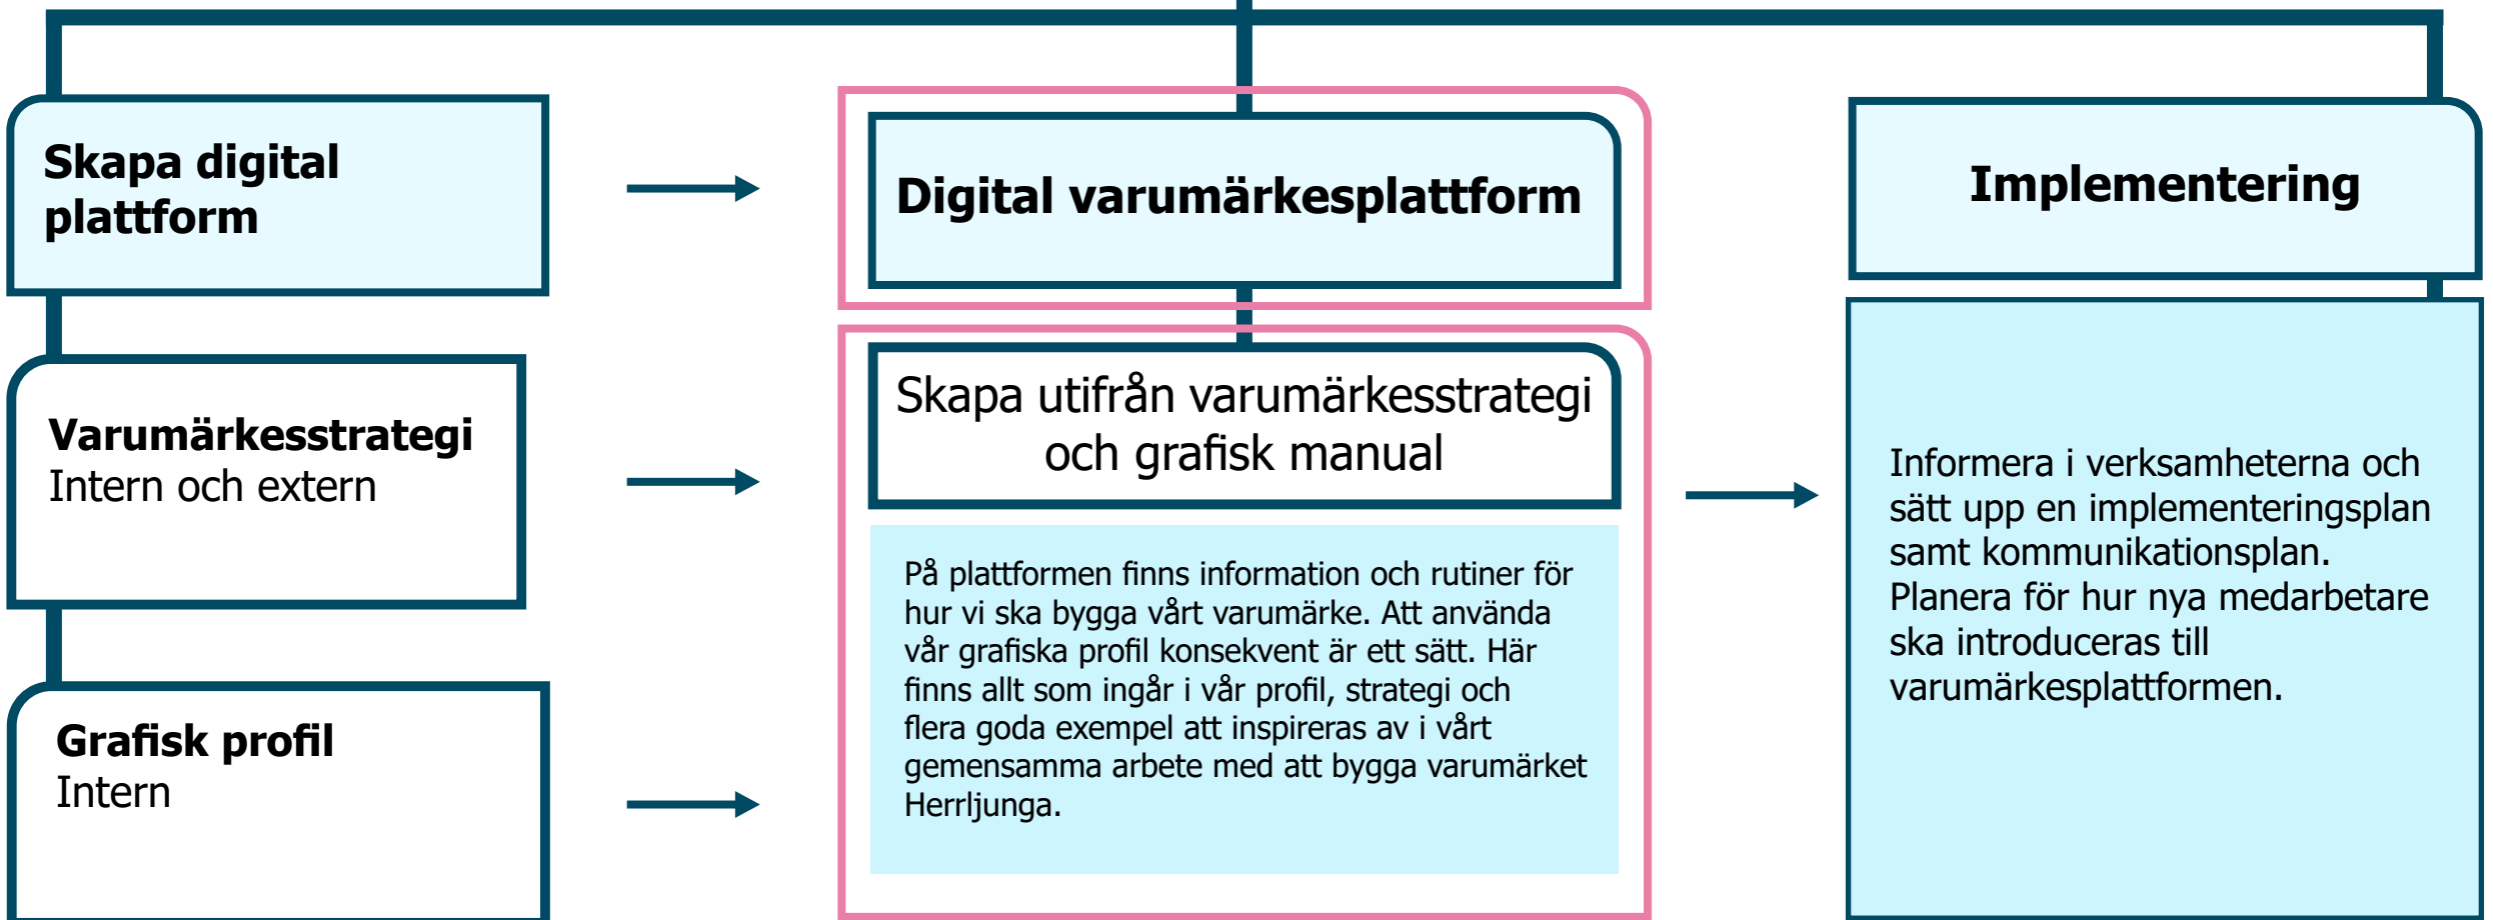 Skapa digital
plattform
Varumärkesstrategi
Intern och extern
Grafisk profil
Intern
Digital varumärkesplattform
Skapa utifrån varumärkesstrategi
och grafisk manual
På plattformen finns information och rutiner för
hur vi ska bygga vårt varumärke. Att använda
vår grafiska profil konsekvent är ett sätt. Här
finns allt som ingår i vår profil, strategi och
flera goda exempel att inspireras av i vårt
gemensamma arbete med att bygga varumärket
Herrljunga.
Implementering
Informera i verksamheterna och
sätt upp en implementeringsplan
samt kommunikationsplan.
Planera för hur nya medarbetare
ska introduceras till
varumärkesplattformen.